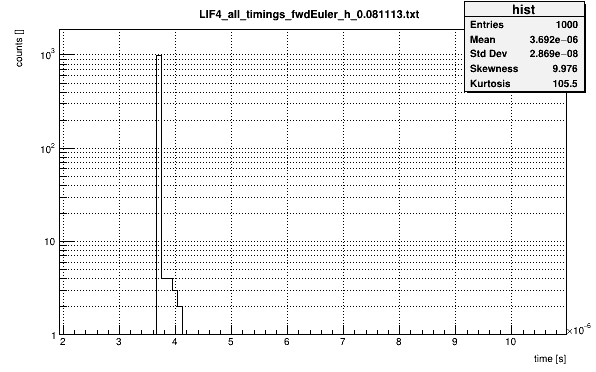 LIF4_all_timings_fwdEuler_h_0.081113.txt
hist
Entries 1000
Mean 3.692e−06
Std Dev 2.869e−08
Skewness 9.976
Kurtosis 105.5
counts []
10³
10²
10
1
2 3 4 5 6 7 8 9 10
×10⁻⁶
time [s]